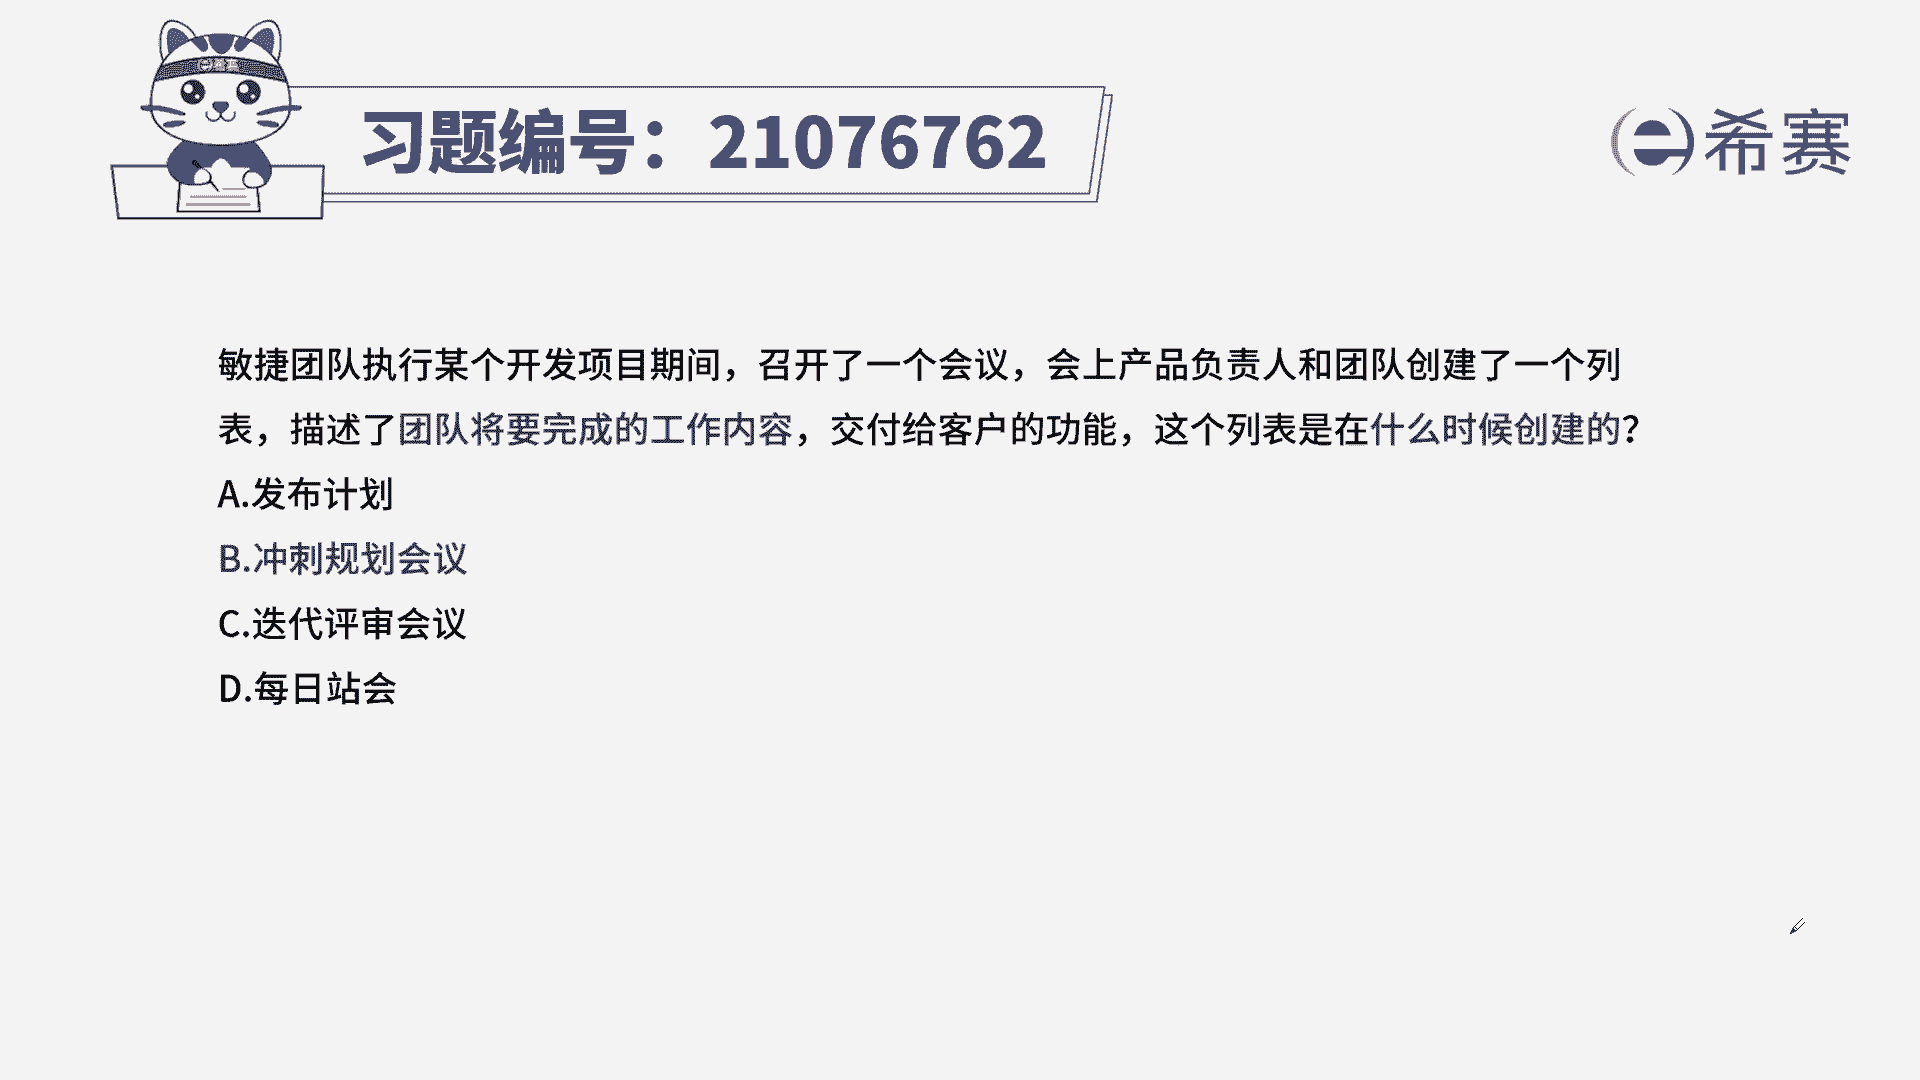 习题编号：21076762
希赛
敏捷团队执行某个开发项目期间，召开了一个会议，会上产品负责人和团队创建了一个列
表，描述了团队将要完成的工作内容，交付给客户的功能，这个列表是在什么时候创建的？
A.发布计划
B.冲刺规划会议
C.迭代评审会议
D.每日站会